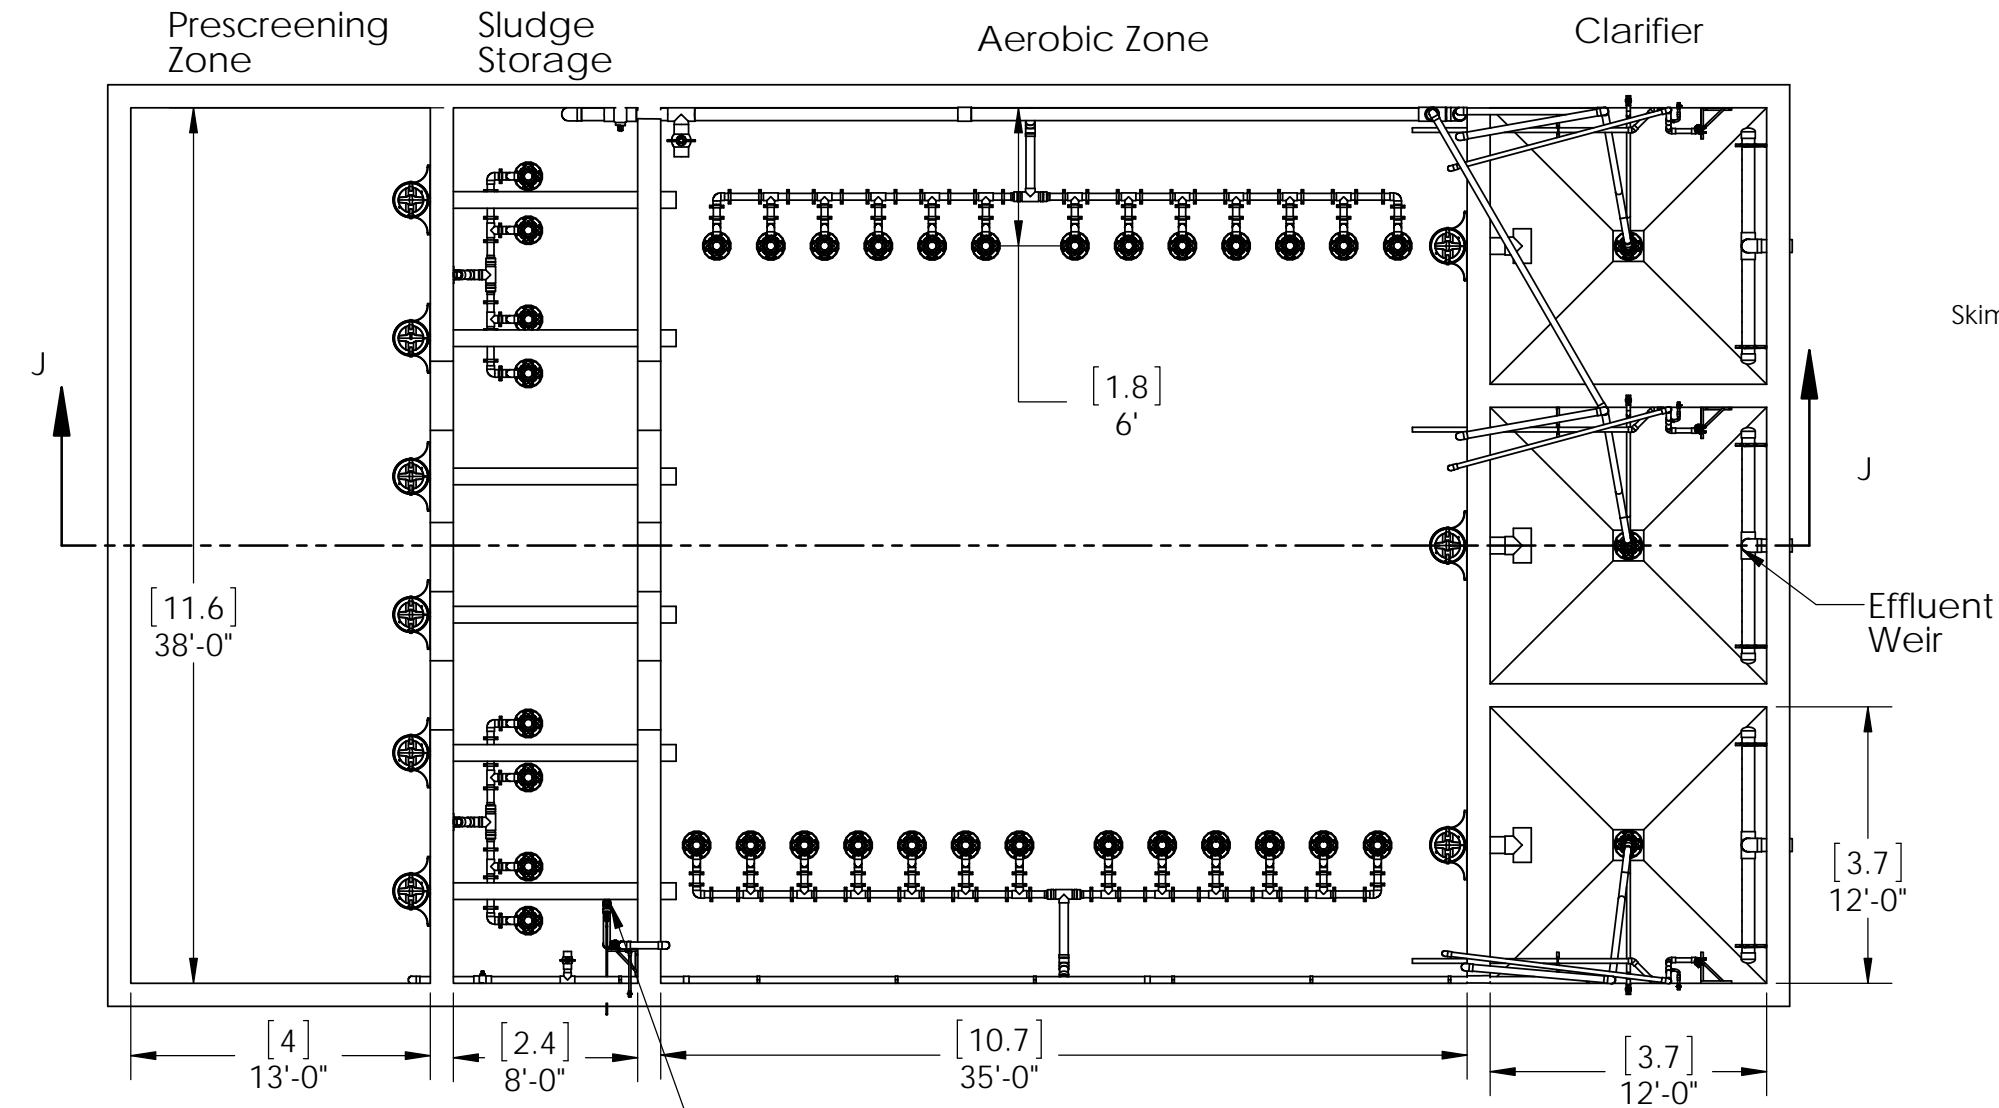 Prescreening
Zone
Sludge
Storage
Aerobic Zone
Clarifier
Skim
J
[1.8]
6'
J
[11.6]
38'-0"
Effluent
Weir
[3.7]
12'-0"
[4]
13'-0"
[2.4]
8'-0"
[10.7]
35'-0"
[3.7]
12'-0"